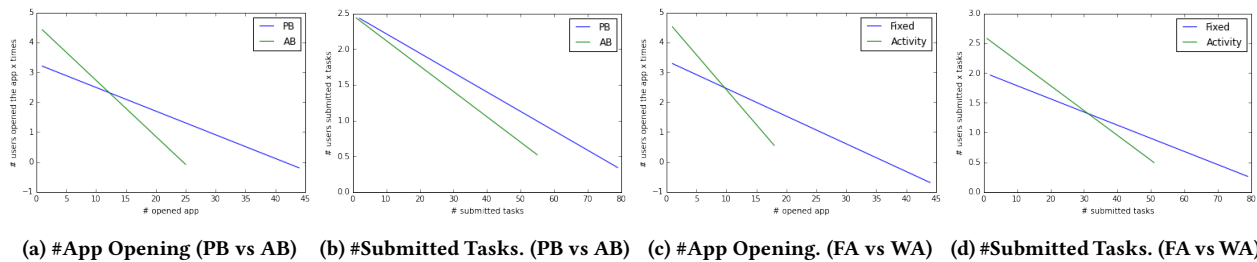 # users opened the app x times
5
4
3
2
1
0
−1
0 5 10 15 20 25 30 35 40 45
# opened app
PB
AB
# users submitted x tasks
2.5
2.0
1.5
1.0
0.5
0.0
0 10 20 30 40 50 60 70 80
# submitted tasks
PB
AB
# users opened the app x times
5
4
3
2
1
0
−1
0 5 10 15 20 25 30 35 40 45
# opened app
Fixed
Activity
# users submitted x tasks
3.0
2.5
2.0
1.5
1.0
0.5
0.0
0 10 20 30 40 50 60 70 80
# submitted tasks
Fixed
Activity
(a) #App Opening (PB vs AB)
(b) #Submitted Tasks. (PB vs AB)
(c) #App Opening. (FA vs WA)
(d) #Submitted Tasks. (FA vs WA)